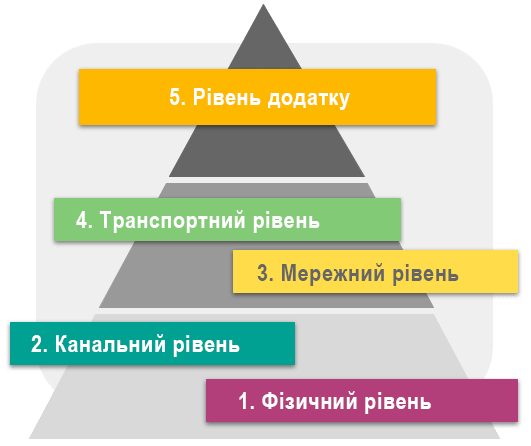 5. Рівень додатку
4. Транспортний рівень
3. Мережний рівень
2. Канальний рівень
1. Фізичний рівень